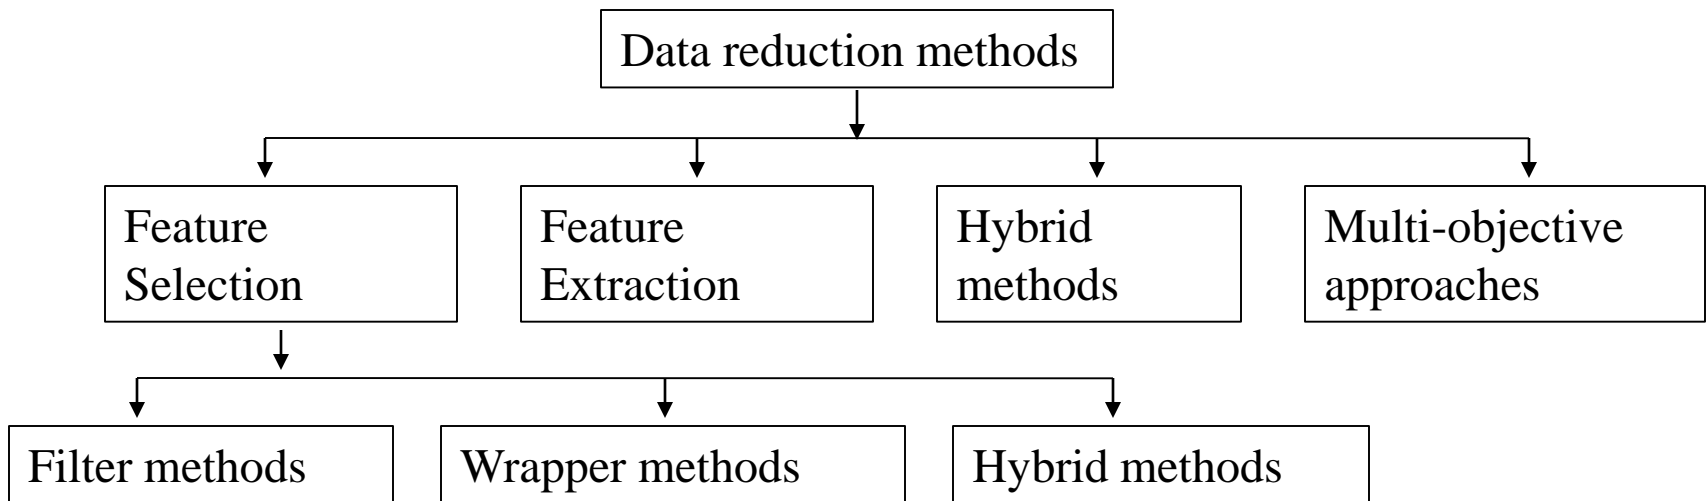 Data reduction methods
Feature
Selection
Feature
Extraction
Hybrid
methods
Multi-objective
approaches
Filter methods
Wrapper methods
Hybrid methods